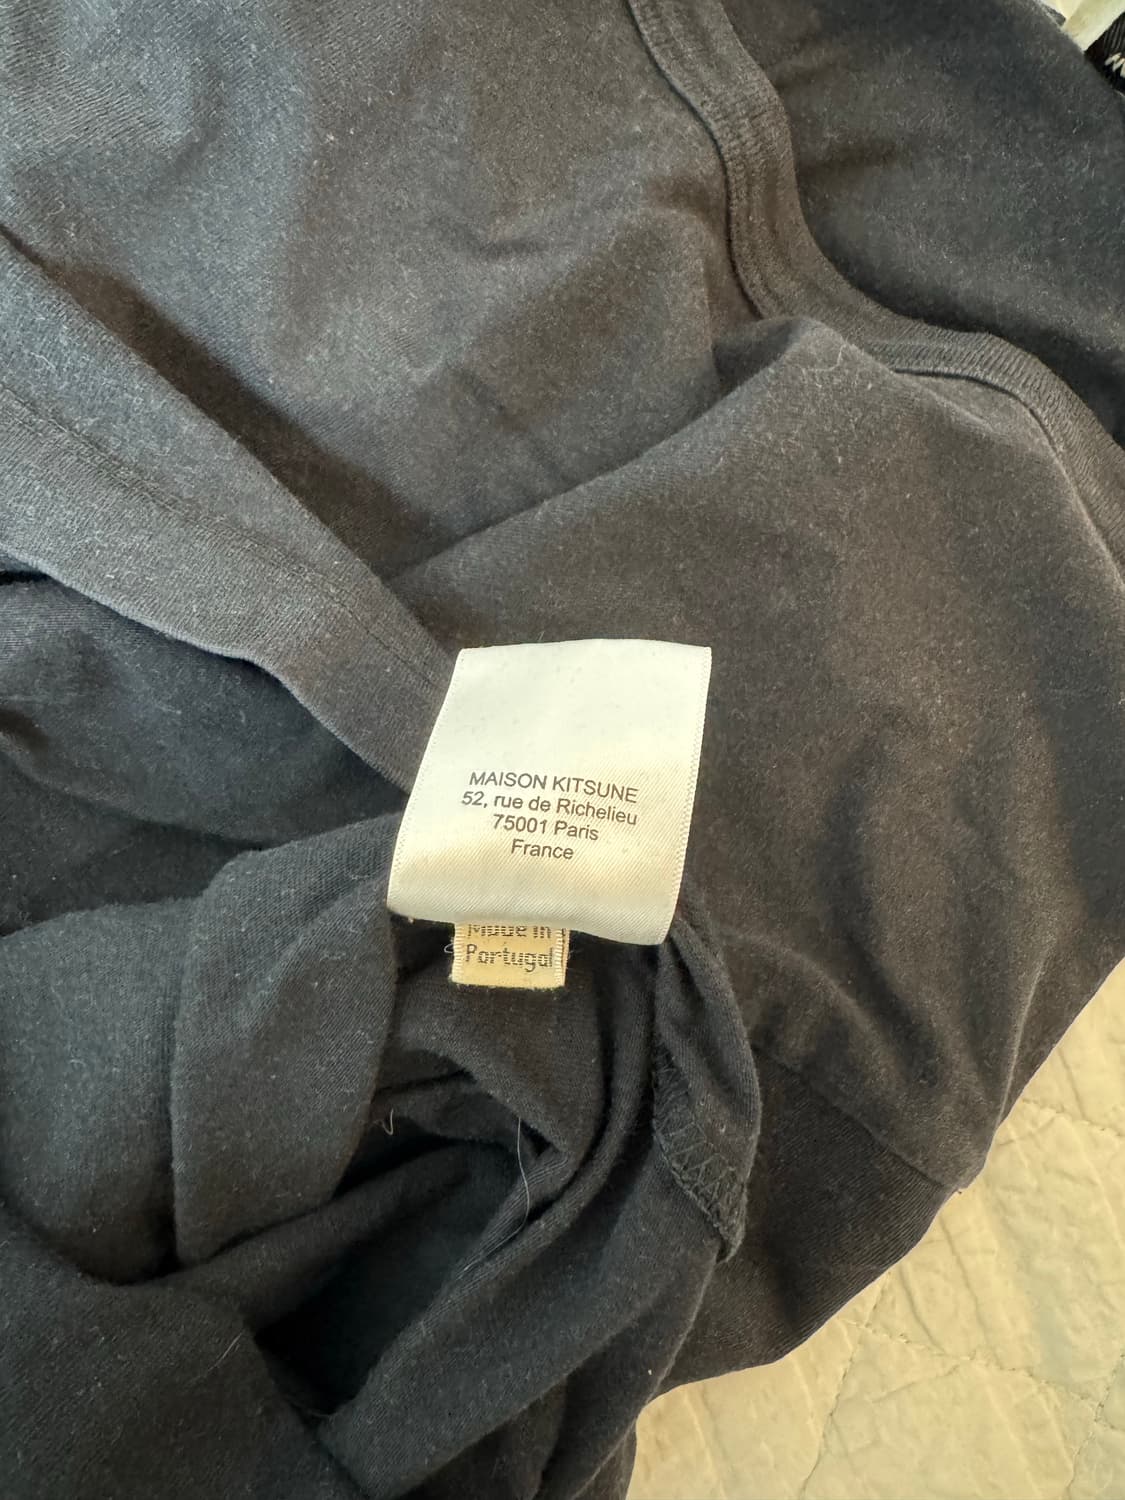 MAISON KITSUNE
52, rue de Richelieu
75001 Paris
France
Made in
Portugal